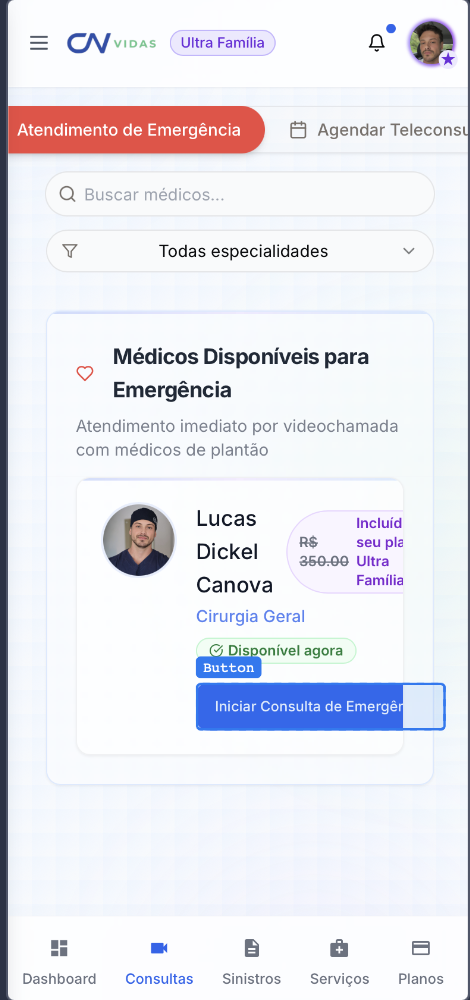 CN VIDAS
Ultra Família
Atendimento de Emergência
Agendar Teleconsu
Buscar médicos...
Todas especialidades
Médicos Disponíveis para
Emergência
Atendimento imediato por videochamada
com médicos de plantão
Lucas
Dickel
Canova
R$
350.00
Incluíd
seu pla
Ultra
Família
Cirurgia Geral
Disponível agora
Button
Iniciar Consulta de Emergên
Dashboard
Consultas
Sinistros
Serviços
Planos